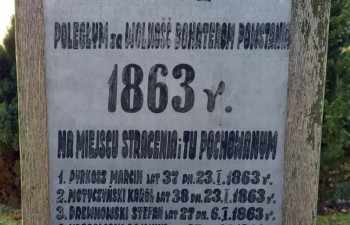 POLEGŁYM za WOLNOŚĆ BOHATEROM POWSTANIA
1863 r.
NA MIEJSCU STRACENIA i TU POCHOWANYM
1. PYRKOSZ MARCIN LAT 37 DN. 23.I.1863 r.
2. MOTYCZYŃSKI KAROL LAT 38 DN. 23.I.1863 r.
3. DREWNOWSKI STEFAN LAT 27 DN. 6.I.1863 r.